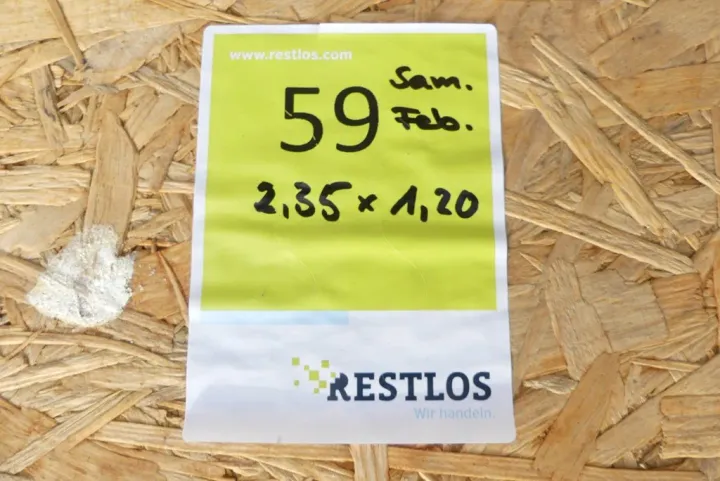 www.restlos.com
59 Sam.
Feb.
2,35 x 1,20
RESTLOS
Wir handeln.